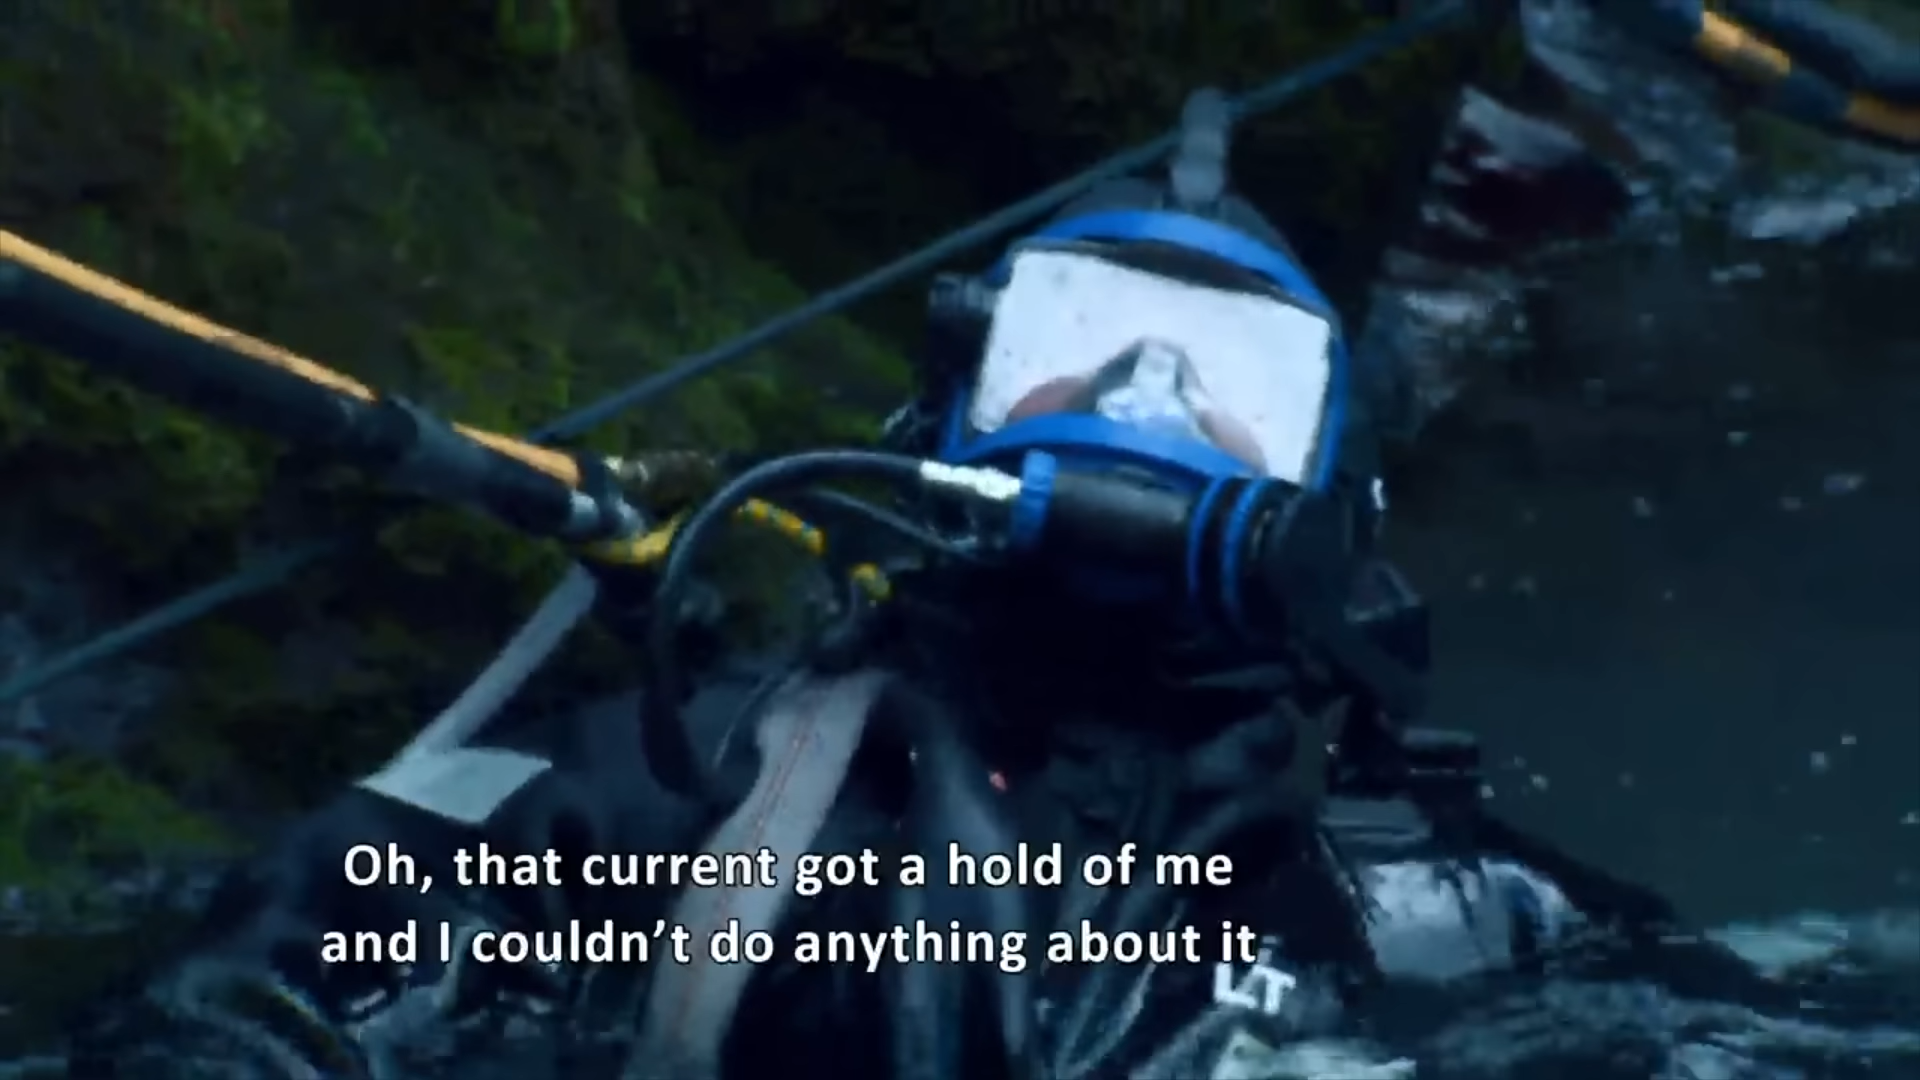 Oh, that current got a hold of me
and I couldn't do anything about it